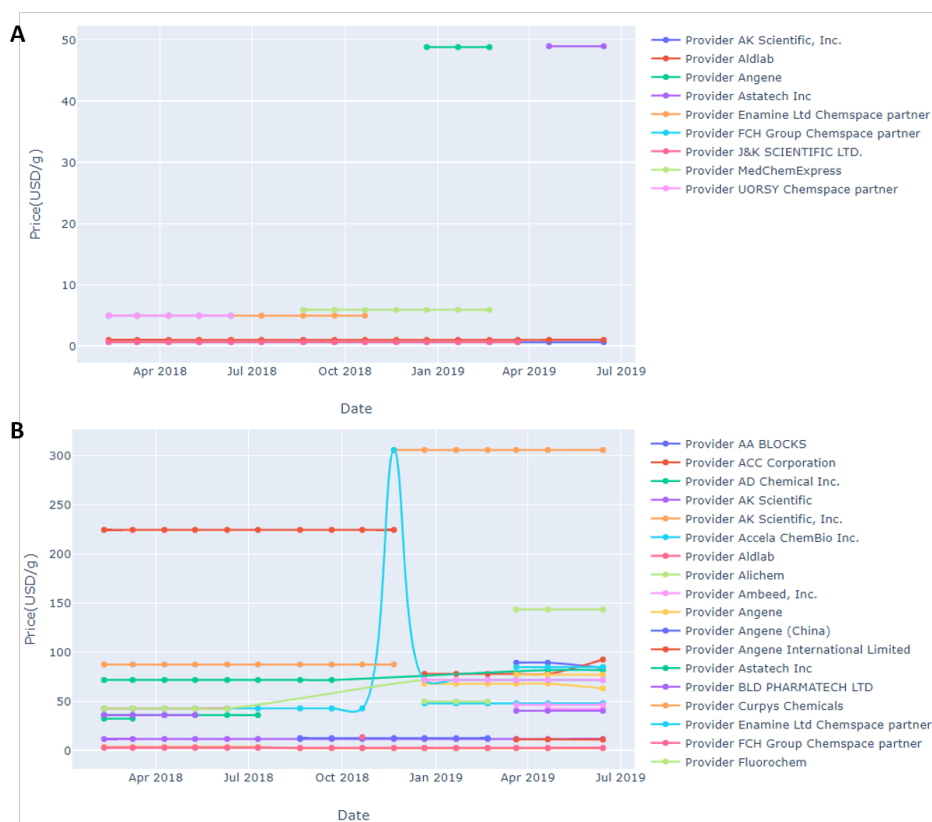 A
50
40
30
20
10
0
Price(USD/g)
Apr 2018
Jul 2018
Oct 2018
Jan 2019
Apr 2019
Jul 2019
Date
Provider AK Scientific, Inc.
Provider Aldlab
Provider Angene
Provider Astatech Inc
Provider Enamine Ltd Chemspace partner
Provider FCH Group Chemspace partner
Provider J&K SCIENTIFIC LTD.
Provider MedChemExpress
Provider UORSY Chemspace partner
B
300
250
200
150
100
50
0
Price(USD/g)
Apr 2018
Jul 2018
Oct 2018
Jan 2019
Apr 2019
Jul 2019
Date
Provider AA BLOCKS
Provider ACC Corporation
Provider AD Chemical Inc.
Provider AK Scientific
Provider AK Scientific, Inc.
Provider Accela ChemBio Inc.
Provider Aldlab
Provider Alichem
Provider Ambeed, Inc.
Provider Angene
Provider Angene (China)
Provider Angene International Limited
Provider Astatech Inc
Provider BLD PHARMATECH LTD
Provider Curpys Chemicals
Provider Enamine Ltd Chemspace partner
Provider FCH Group Chemspace partner
Provider Fluorochem